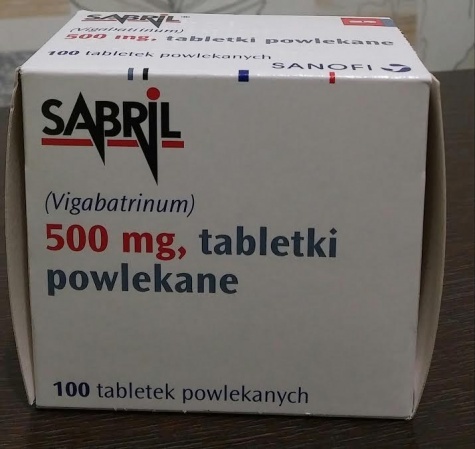 SABRIL
(Vigabatrinum)
500 mg, tabletki powlekane
100 tabletek powlekanych
SANOFI
SABRIL
(Vigabatrinum)
500 mg, tabletki
powlekane
100 tabletek powlekanych